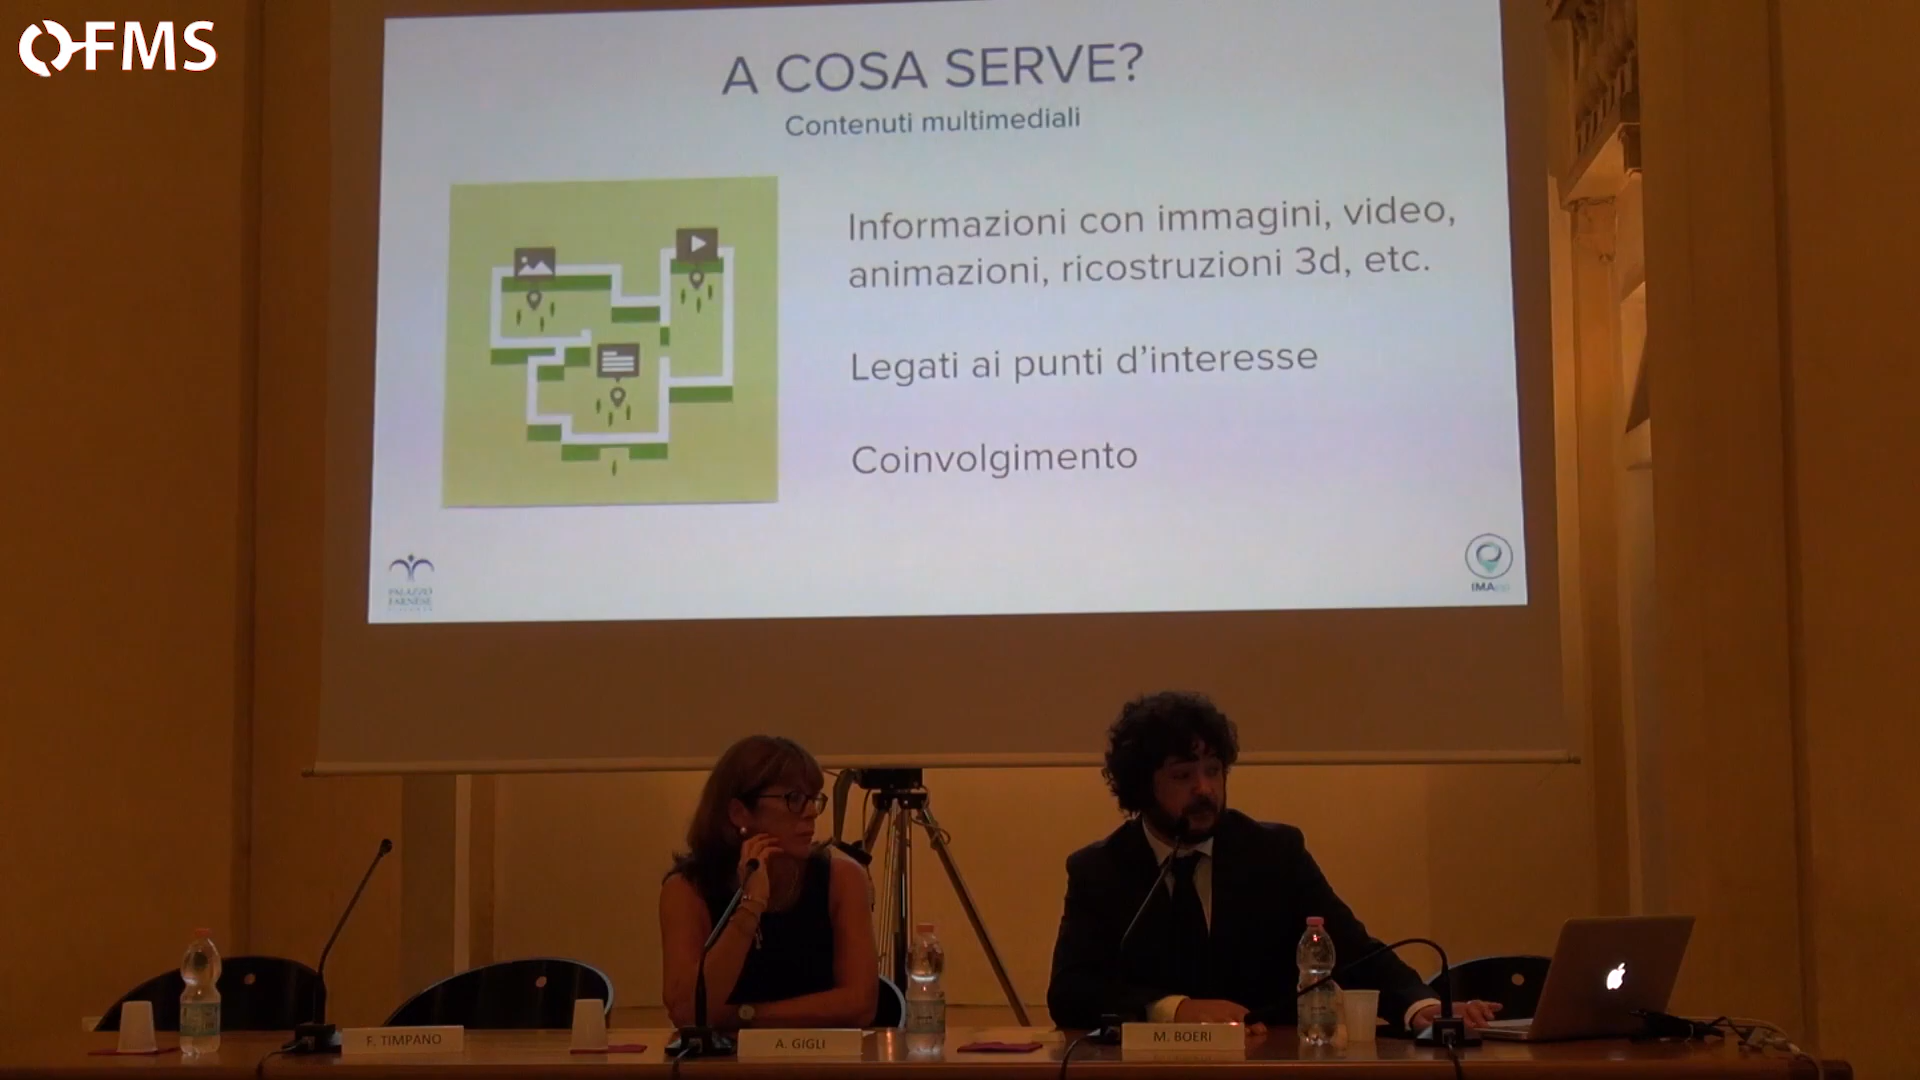 FMS
A COSA SERVE?
Contenuti multimediali
Informazioni con immagini, video,
animazioni, ricostruzioni 3d, etc.
Legati ai punti d'interesse
Coinvolgimento
PALAZZO
FARNESE
IMA
F. TIMPANO
A. GIGLI
M. BOERI